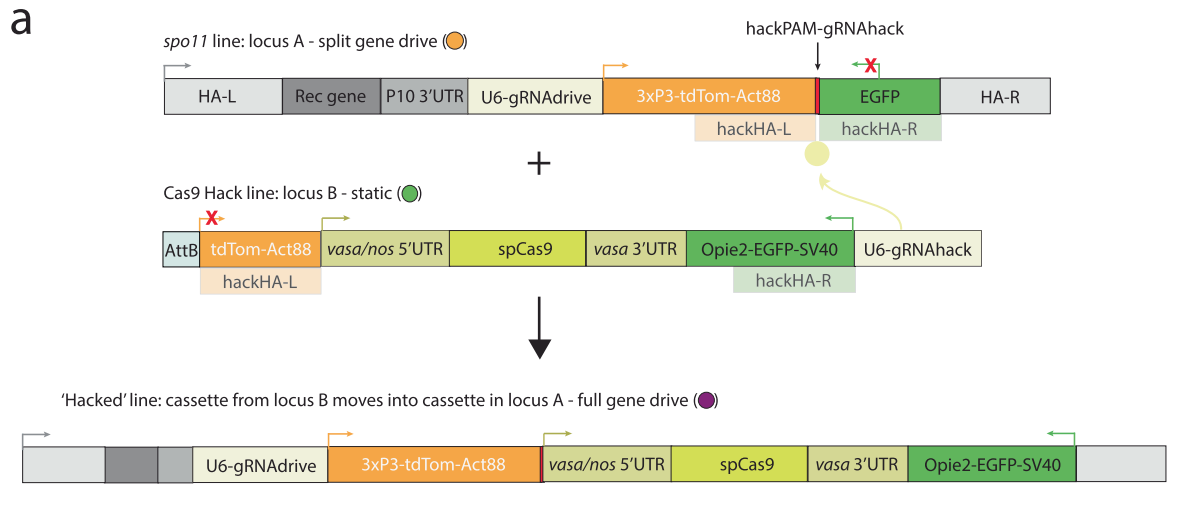 a
spo11 line: locus A - split gene drive ( )
hackPAM-gRNAhack
X
HA-L Rec gene P10 3’UTR U6-gRNAdrive 3xP3-tdTom-Act88 EGFP HA-R
hackHA-L hackHA-R
+
Cas9 Hack line: locus B - static ( )
X
AttB tdTom-Act88 vasa/nos 5’UTR spCas9 vasa 3’UTR Opie2-EGFP-SV40 U6-gRNAhack
hackHA-L hackHA-R
‘Hacked’ line: cassette from locus B moves into cassette in locus A - full gene drive ( )
U6-gRNAdrive 3xP3-tdTom-Act88 vasa/nos 5’UTR spCas9 vasa 3’UTR Opie2-EGFP-SV40